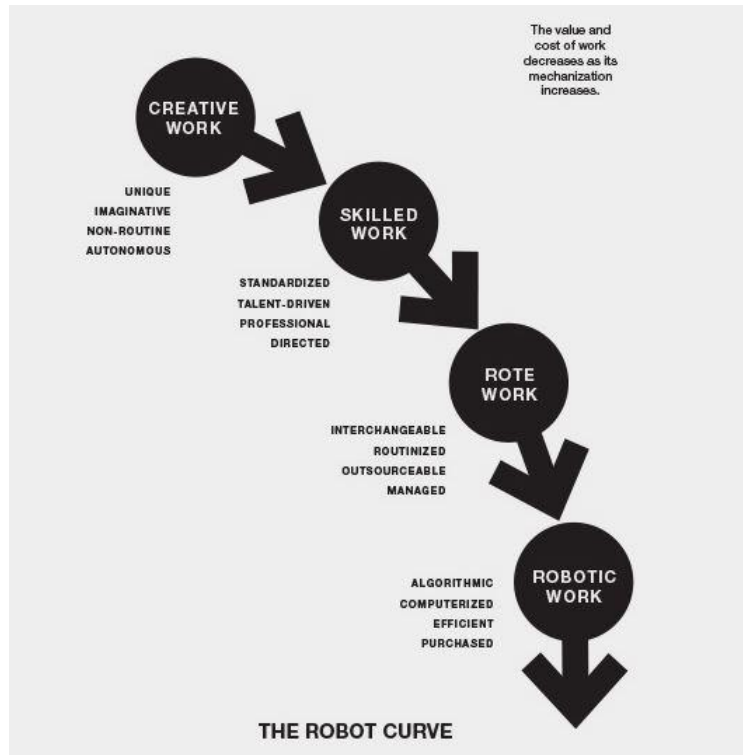 The value and
cost of work
decreases as its
mechanization
increases.
CREATIVE
WORK
UNIQUE
IMAGINATIVE
NON-ROUTINE
AUTONOMOUS
SKILLED
WORK
STANDARDIZED
TALENT-DRIVEN
PROFESSIONAL
DIRECTED
ROTE
WORK
INTERCHANGEABLE
ROUTINIZED
OUTSOURCEABLE
MANAGED
ROBOTIC
WORK
ALGORITHMIC
COMPUTERIZED
EFFICIENT
PURCHASED
THE ROBOT CURVE